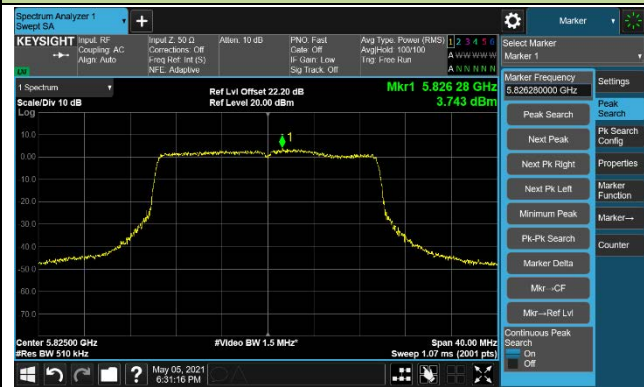 Spectrum Analyzer 1
Swept SA
Marker
KEYSIGHT
Input: RF
Coupling: AC
Align: Auto
Input Z: 50 Ω
Corrections: Off
Freq Ref: Int (S)
NFE: Adaptive
Atten: 10 dB
PNO: Fast
Gate: Off
IF Gain: Low
Sig Track: Off
Avg Type: Power (RMS)
Avg|Hold: 100/100
Trig: Free Run
1 2 3 4 5 6
A W W W W W
A N N N N N
LXI
Select Marker
Marker 1
1 Spectrum
Scale/Div 10 dB
Log
Ref Lvl Offset 22.20 dB
Ref Level 20.00 dBm
Mkr1 5.826 28 GHz
3.743 dBm
10.0
0.00
-10.0
-20.0
-30.0
-40.0
-50.0
-60.0
-70.0
1
Center 5.82500 GHz
#Res BW 510 kHz
#Video BW 1.5 MHz*
Span 40.00 MHz
Sweep 1.07 ms (2001 pts)
Marker Frequency
5.826280000 GHz
Peak Search
Next Peak
Next Pk Right
Next Pk Left
Minimum Peak
Pk-Pk Search
Marker Delta
Mkr→CF
Mkr→Ref Lvl
Continuous Peak
Search
On
Off
Settings
Peak
Search
Pk Search
Config
Properties
Marker
Function
Marker→
Counter
May 05, 2021
6:31:16 PM